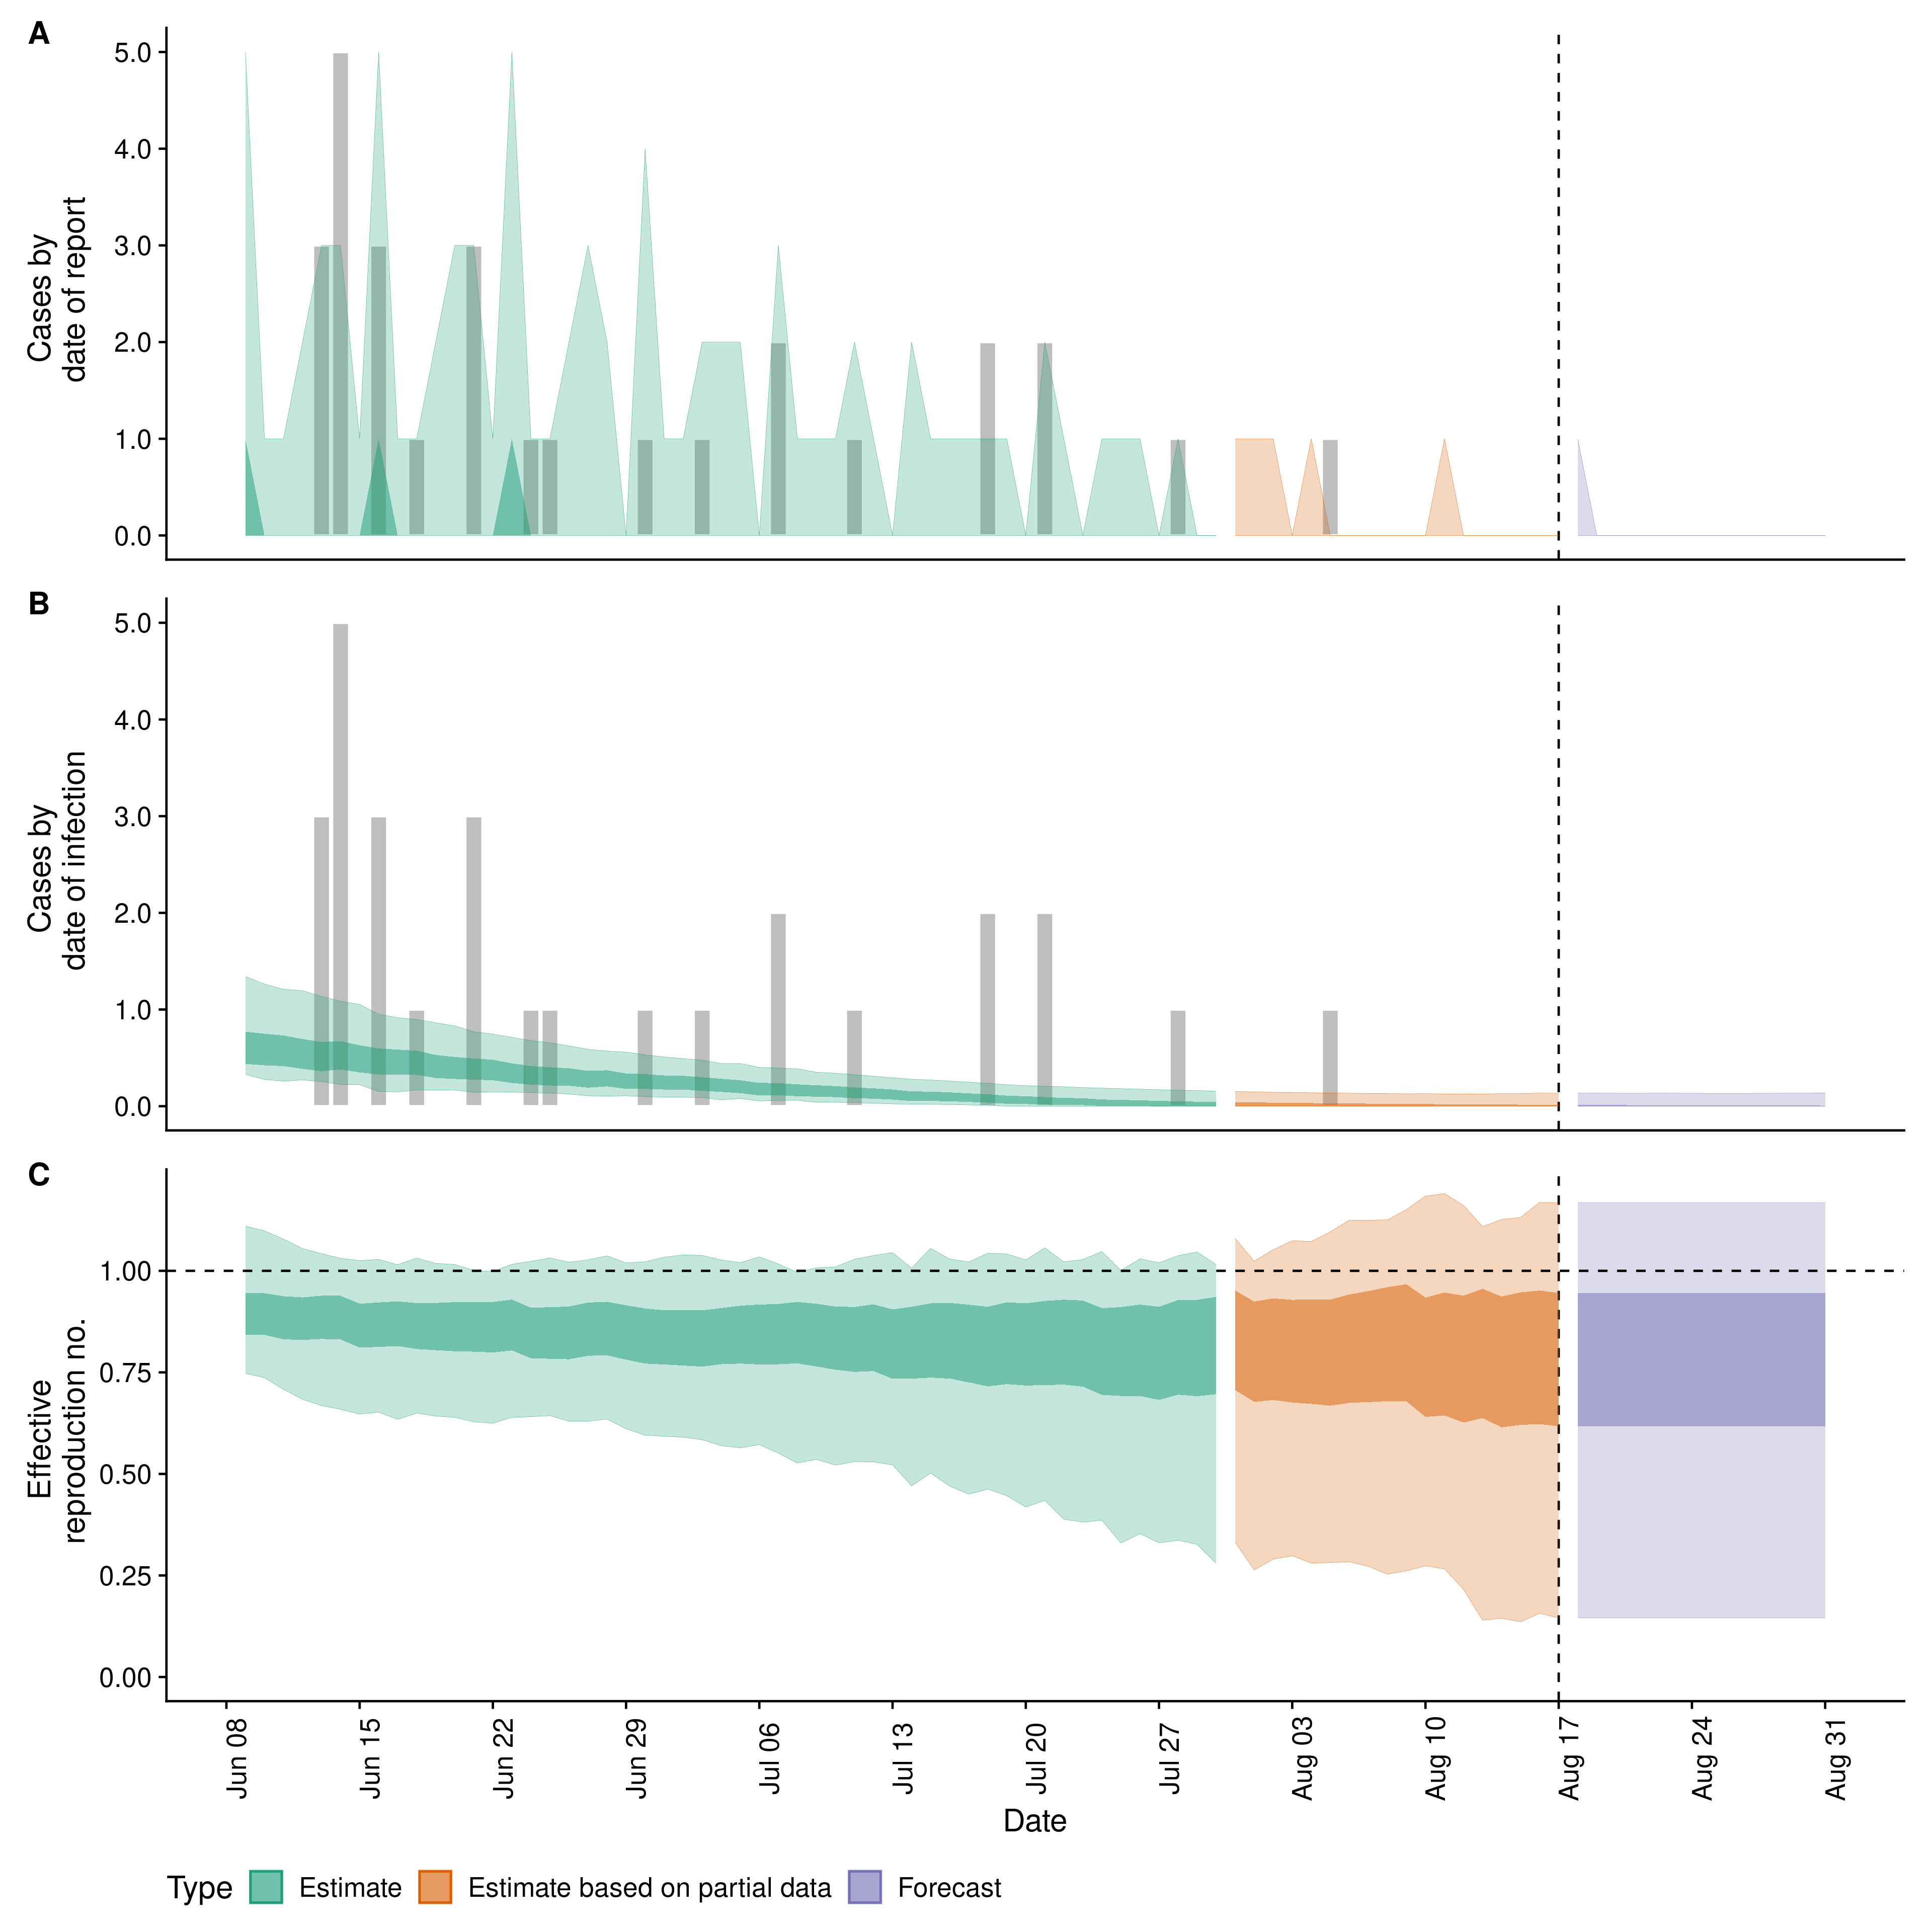 A
Cases by
date of report
5.0
4.0
3.0
2.0
1.0
0.0
B
Cases by
date of infection
5.0
4.0
3.0
2.0
1.0
0.0
C
Effective
reproduction no.
1.00
0.75
0.50
0.25
0.00
Jun 08
Jun 15
Jun 22
Jun 29
Jul 06
Jul 13
Jul 20
Jul 27
Aug 03
Aug 10
Aug 17
Aug 24
Aug 31
Date
Type Estimate Estimate based on partial data Forecast